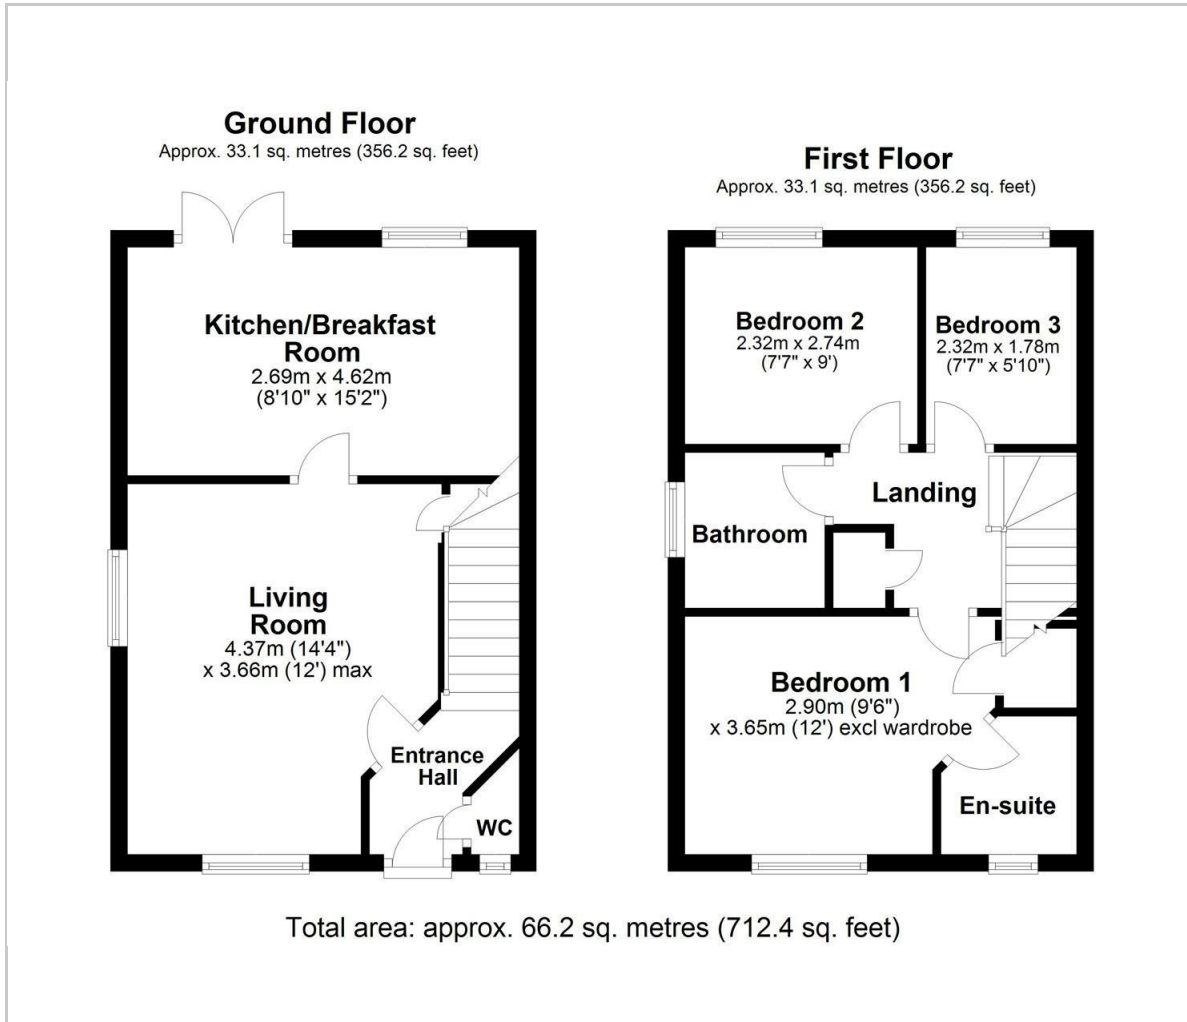 Ground Floor
Approx. 33.1 sq. metres (356.2 sq. feet)
Kitchen/Breakfast
Room
2.69m x 4.62m
(8'10" x 15'2")
Living
Room
4.37m (14'4")
x 3.66m (12') max
Entrance
Hall
WC
First Floor
Approx. 33.1 sq. metres (356.2 sq. feet)
Bedroom 2
2.32m x 2.74m
(7'7" x 9')
Bedroom 3
2.32m x 1.78m
(7'7" x 5'10")
Landing
Bathroom
Bedroom 1
2.90m (9'6")
x 3.65m (12') excl wardrobe
En-suite
Total area: approx. 66.2 sq. metres (712.4 sq. feet)